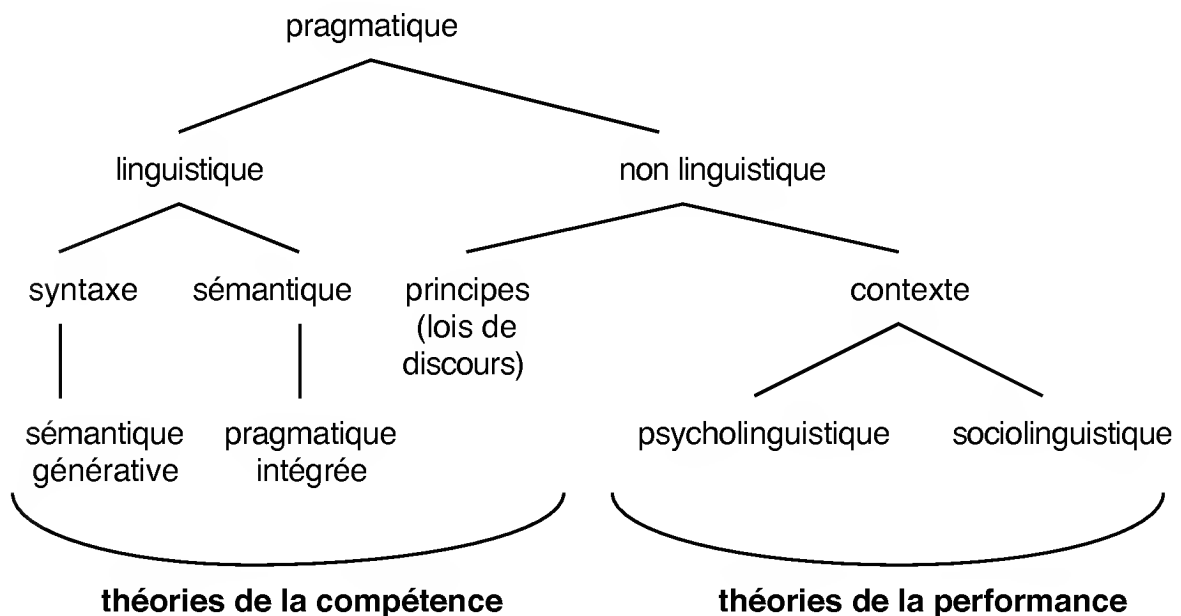 pragmatique
linguistique
non linguistique
syntaxe
sémantique
principes
(lois de
discours)
contexte
sémantique
générative
pragmatique
intégrée
psycholinguistique
sociolinguistique
théories de la compétence
théories de la performance